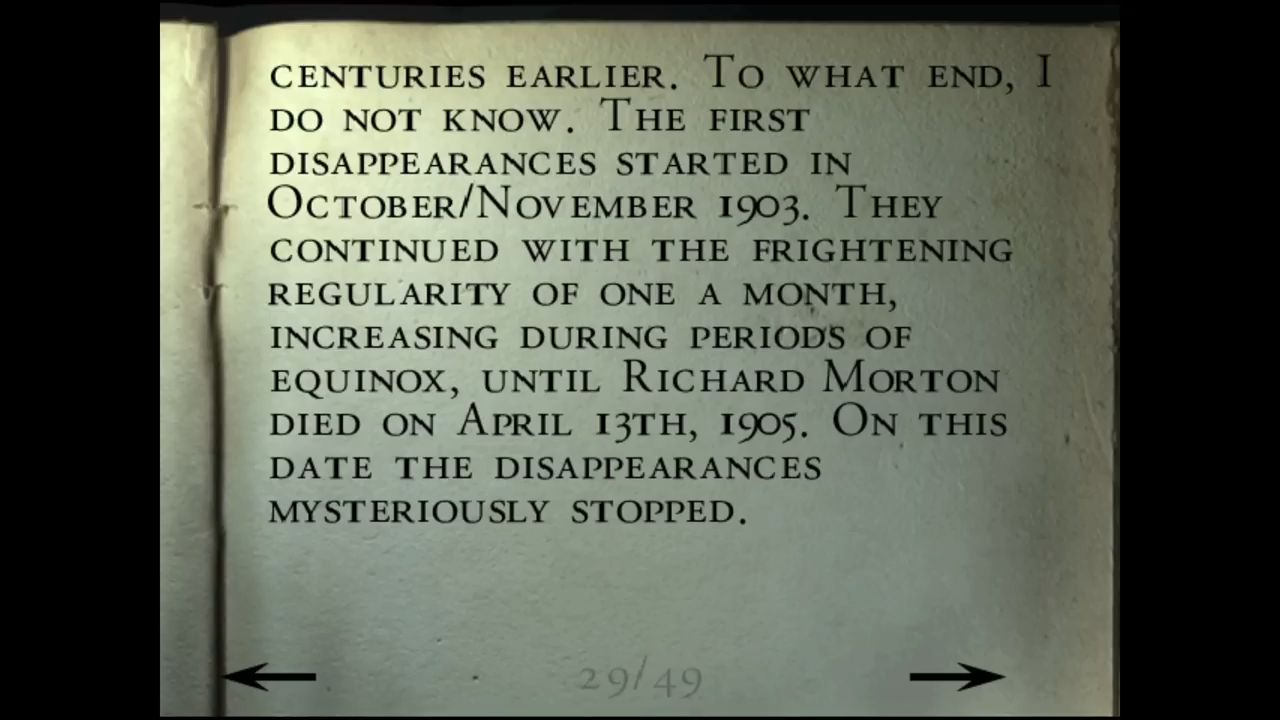 CENTURIES EARLIER. TO WHAT END, I
DO NOT KNOW. THE FIRST
DISAPPEARANCES STARTED IN
OCTOBER/NOVEMBER 1903. THEY
CONTINUED WITH THE FRIGHTENING
REGULARITY OF ONE A MONTH,
INCREASING DURING PERIODS OF
EQUINOX, UNTIL RICHARD MORTON
DIED ON APRIL 13TH, 1905. ON THIS
DATE THE DISAPPEARANCES
MYSTERIOUSLY STOPPED.
29/49